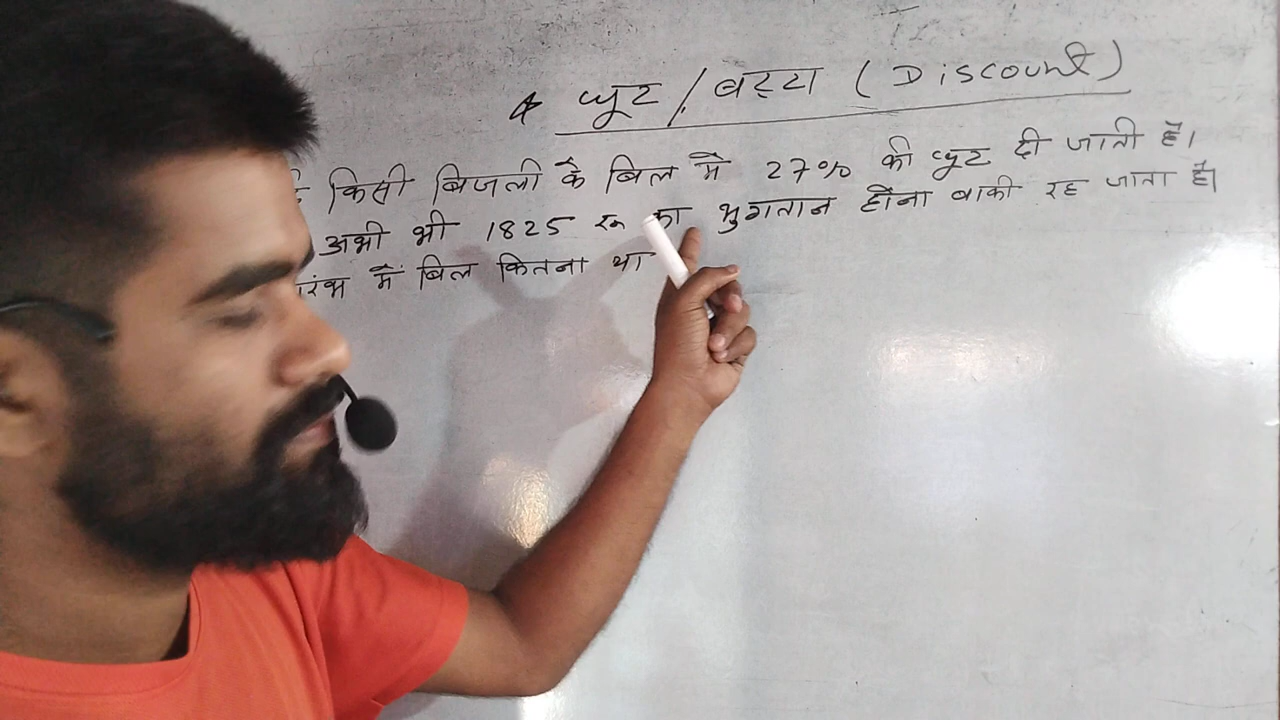 * छूट / बट्टा ( Discount )
किसी बिजली के बिल में 27% की छूट दी जाती है।
अभी भी 1825 रू का भुगतान होना बाकी रह जाता है।
में बिल कितना था